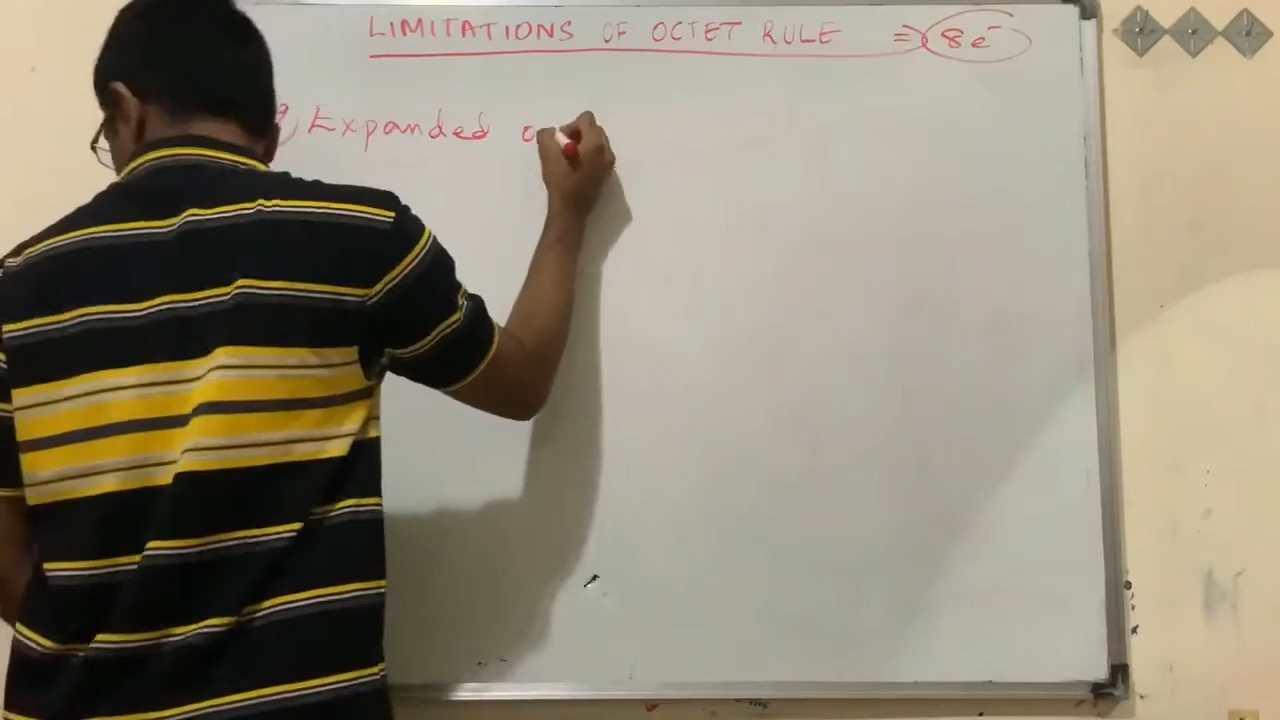 LIMITATIONS OF OCTET RULE ⇒ 8e⁻
Expanded o